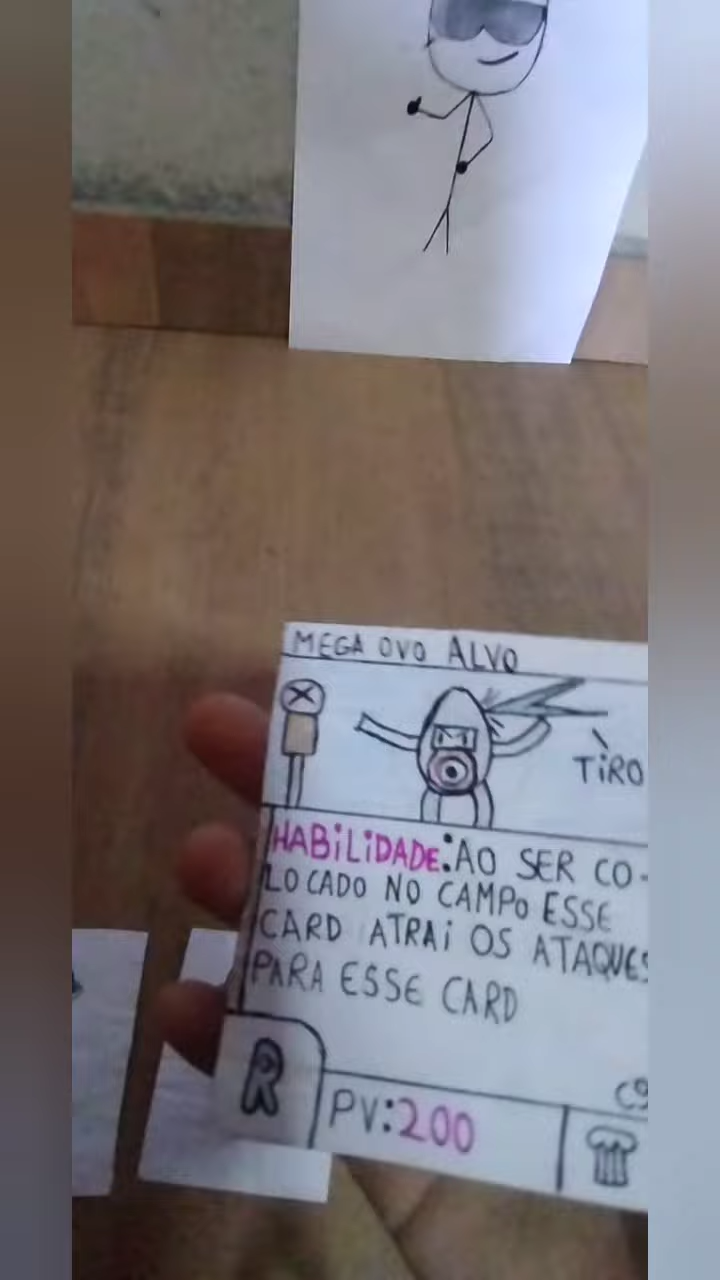 MEGA OVO ALVO
TiRO
HABiLiDADE:AO SER CO-
LOCADO NO CAMPO ESSE
CARD ATRAi OS ATAQUES
PARA ESSE CARD
C9
R
PV:200